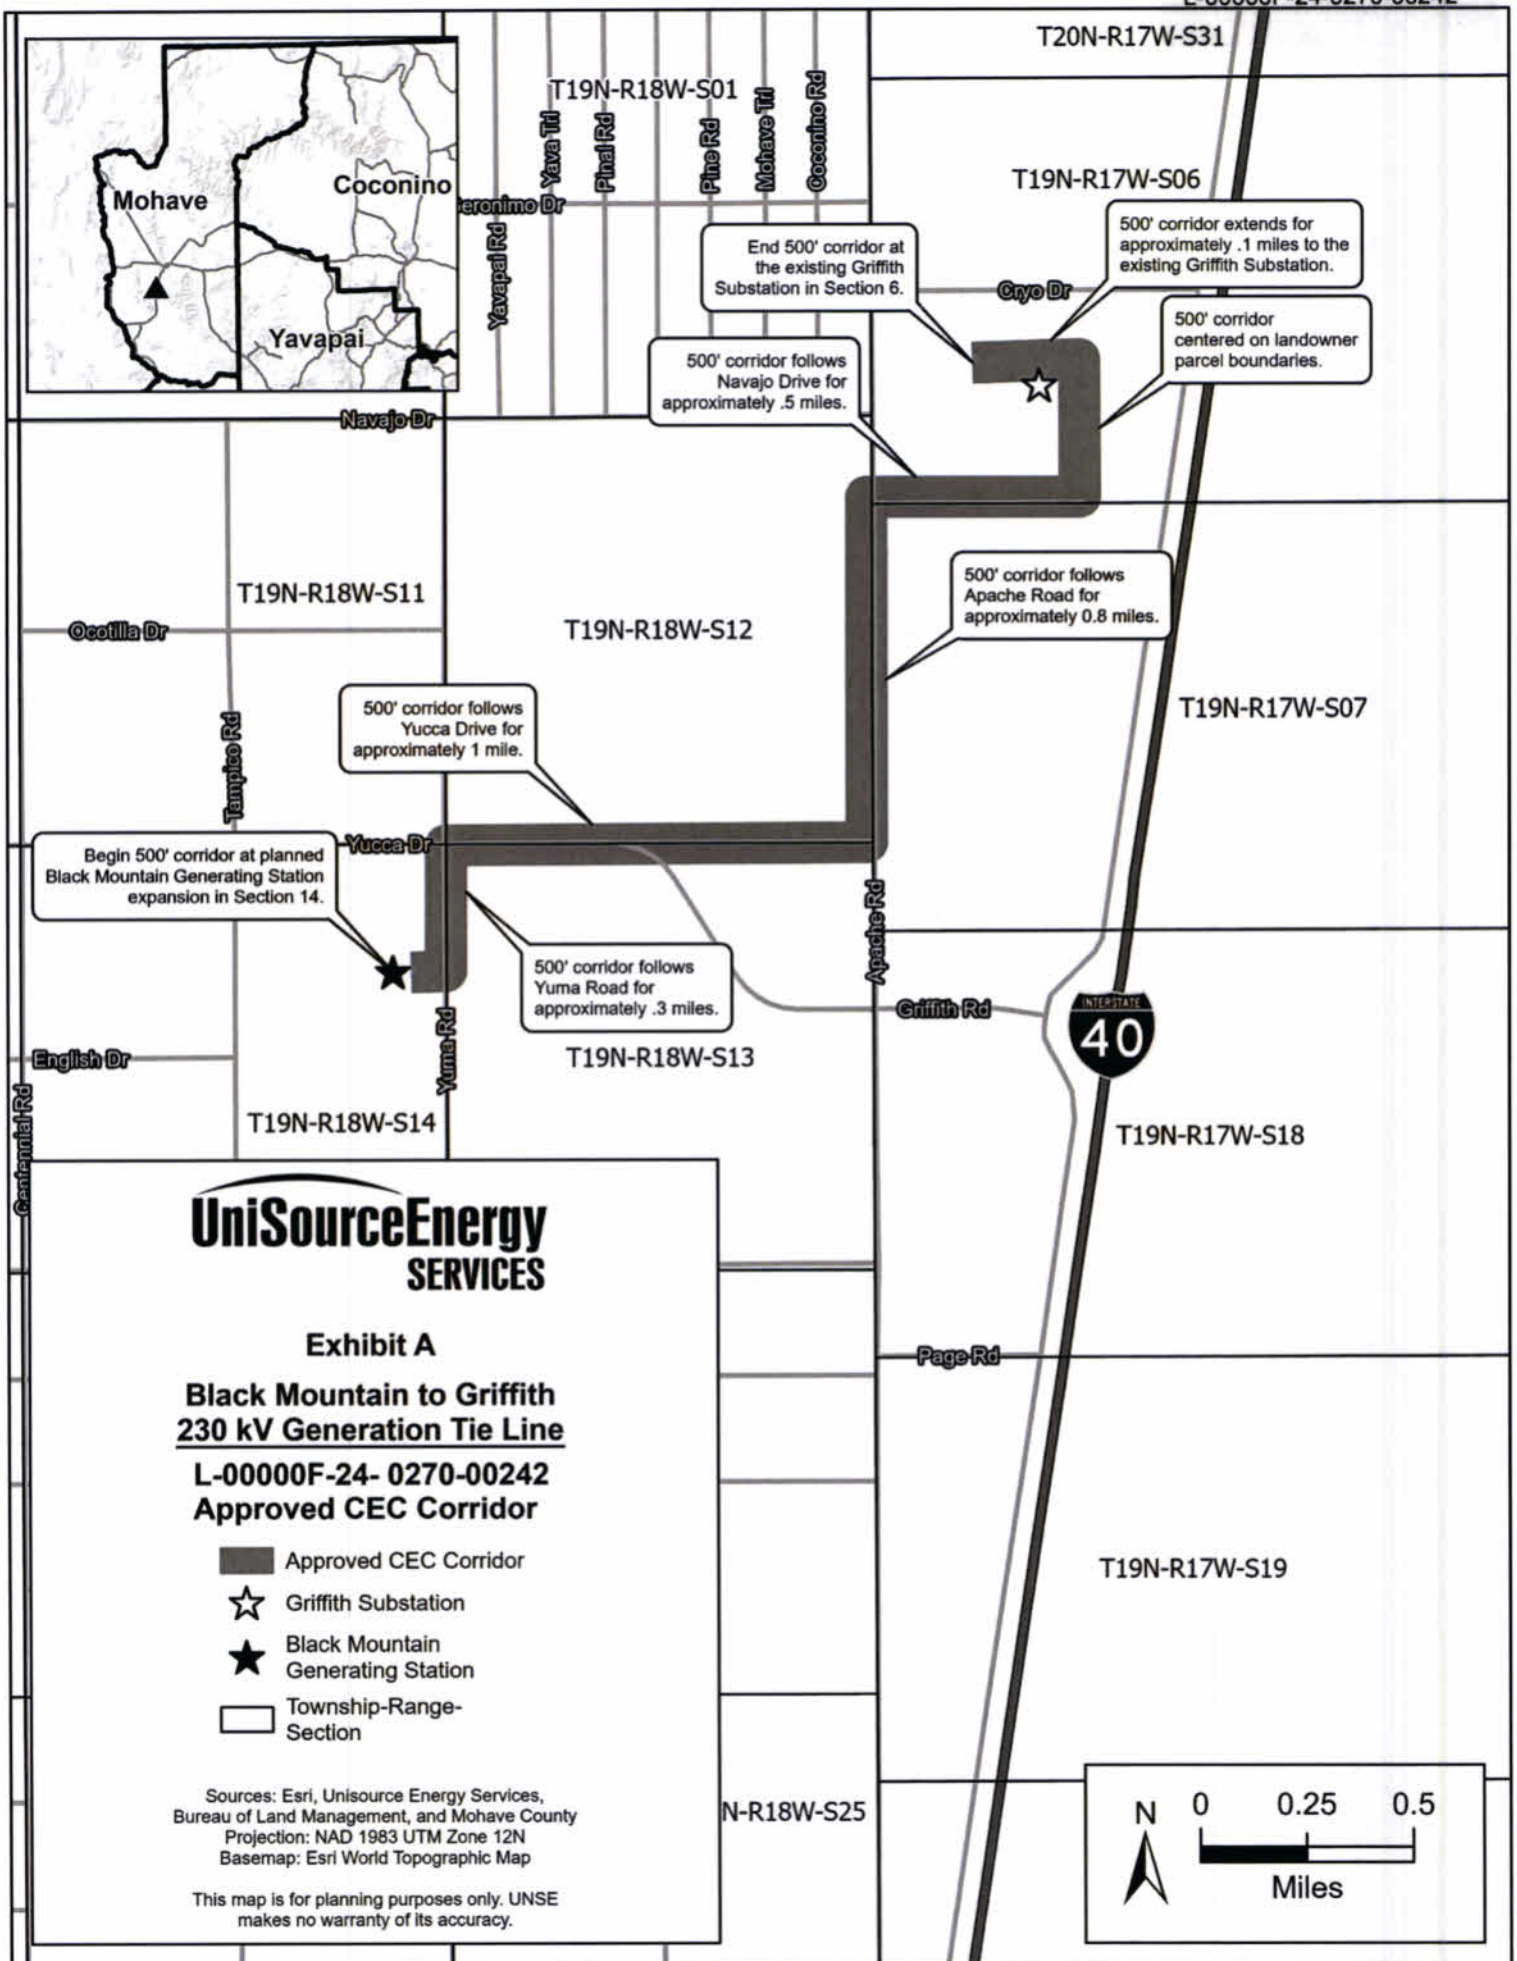 T20N-R17W-S31
T19N-R18W-S01
Yava Trl
Pinal Rd
Pine Rd
Mohave Trl
Coconino Rd
T19N-R17W-S06
Mohave
Coconino
Yavapai
eronimo Dr
Yavapai Rd
End 500' corridor at
the existing Griffith
Substation in Section 6.
500' corridor extends for
approximately .1 miles to the
existing Griffith Substation.
Cryo Dr
500' corridor
centered on landowner
parcel boundaries.
500' corridor follows
Navajo Drive for
approximately .5 miles.
Navajo Dr
500' corridor follows
Apache Road for
approximately 0.8 miles.
T19N-R18W-S11
Ocotilla Dr
T19N-R18W-S12
T19N-R17W-S07
500' corridor follows
Yucca Drive for
approximately 1 mile.
Tampico Rd
Yucca Dr
Begin 500' corridor at planned
Black Mountain Generating Station
expansion in Section 14.
500' corridor follows
Yuma Road for
approximately .3 miles.
Apache Rd
Griffith Rd
INTERSTATE
40
Yuma Rd
English Dr
Centennial Rd
T19N-R18W-S13
T19N-R18W-S14
T19N-R17W-S18
UniSourceEnergy
SERVICES
Exhibit A
Black Mountain to Griffith
230 kV Generation Tie Line
L-00000F-24- 0270-00242
Approved CEC Corridor
Approved CEC Corridor
Griffith Substation
Black Mountain
Generating Station
Township-Range-
Section
Sources: Esri, Unisource Energy Services,
Bureau of Land Management, and Mohave County
Projection: NAD 1983 UTM Zone 12N
Basemap: Esri World Topographic Map
This map is for planning purposes only. UNSE
makes no warranty of its accuracy.
Page Rd
T19N-R17W-S19
N-R18W-S25
N
0 0.25 0.5
Miles